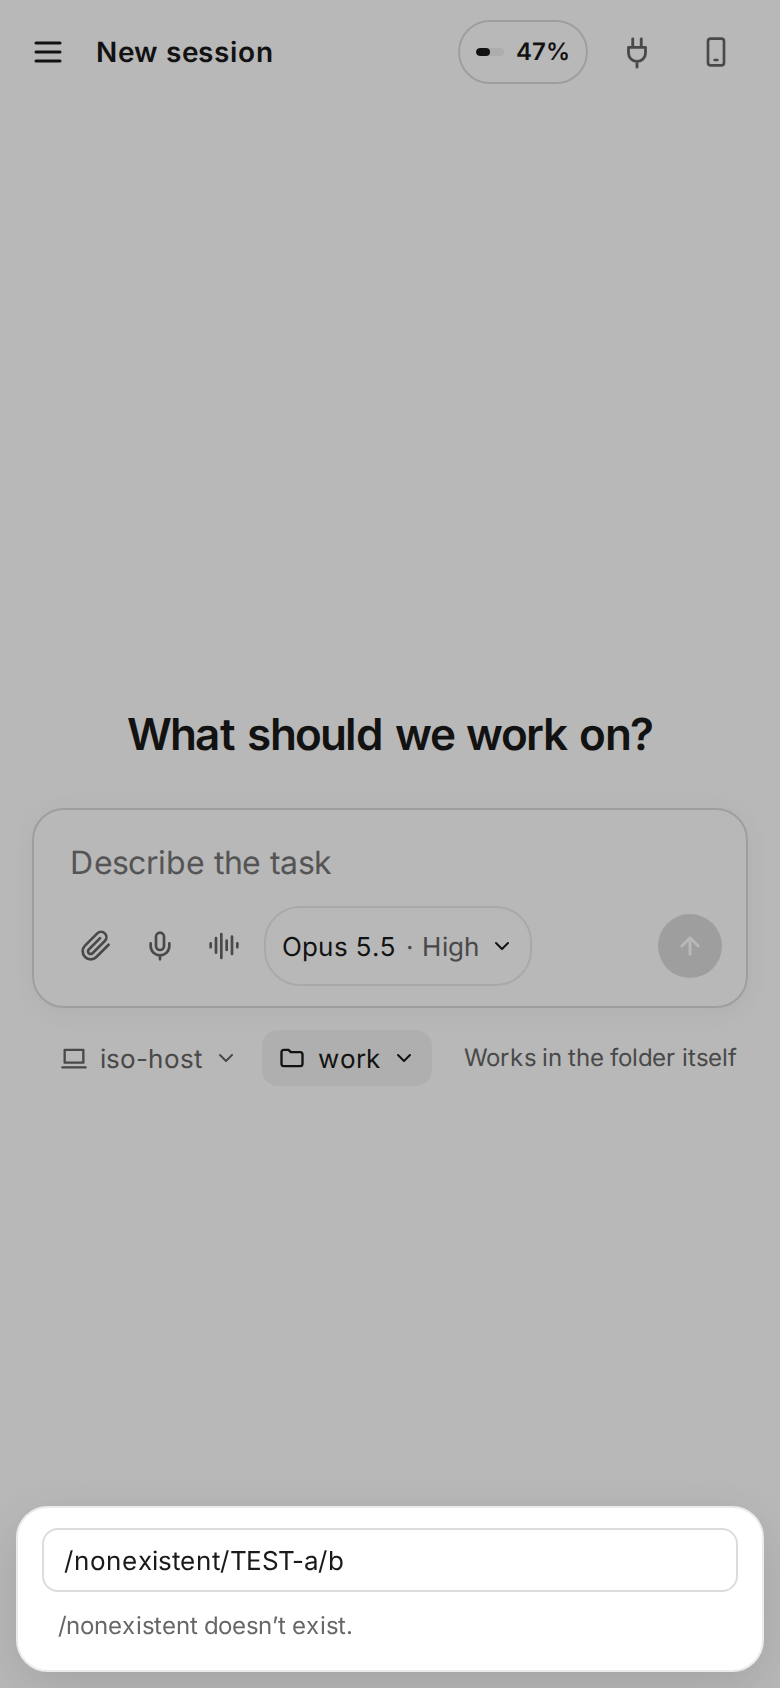 New session
47%
What should we work on?
Describe the task
Opus 5.5 · High
iso-host
work
Works in the folder itself
/nonexistent/TEST-a/b
/nonexistent doesn’t exist.